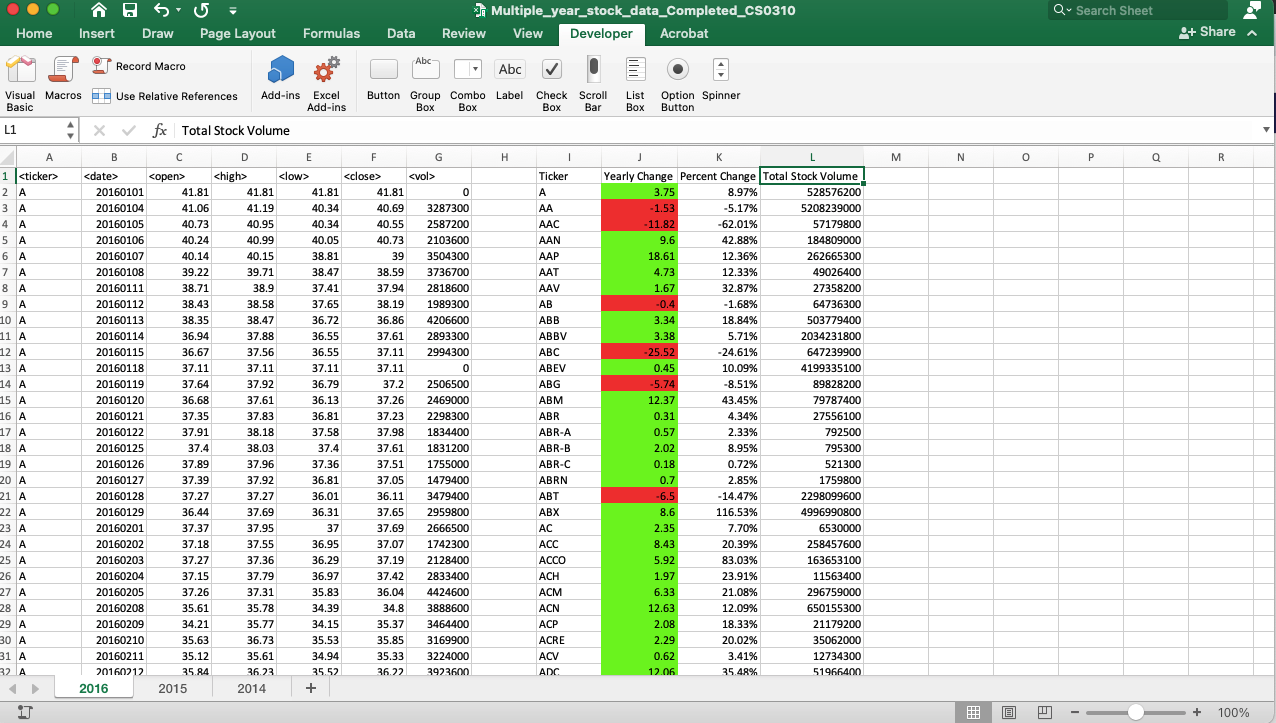 Multiple_year_stock_data_Completed_CS0310
Search Sheet
Home Insert Draw Page Layout Formulas Data Review View Developer Acrobat Share
Visual Basic
Macros
Record Macro
Use Relative References
Add-ins
Excel Add-ins
Button
Abc
Group Box
Combo Box
Abc
Label
Check Box
Scroll Bar
List Box
Option Button
Spinner
L1 fx Total Stock Volume
A B C D E F G H I J K L M N O P Q R
1 <ticker> <date> <open> <high> <low> <close> <vol> Ticker Yearly Change Percent Change Total Stock Volume
2 A 20160101 41.81 41.81 41.81 41.81 0 A 3.75 8.97% 528576200
3 A 20160104 41.06 41.19 40.34 40.69 3287300 AA -1.53 -5.17% 5208239000
4 A 20160105 40.73 40.95 40.34 40.55 2587200 AAC -11.82 -62.01% 57179800
5 A 20160106 40.24 40.99 40.05 40.73 2103600 AAN 9.6 42.88% 184809000
6 A 20160107 40.14 40.15 38.81 39 3504300 AAP 18.61 12.36% 262665300
7 A 20160108 39.22 39.71 38.47 38.59 3736700 AAT 4.73 12.33% 49026400
8 A 20160111 38.71 38.9 37.41 37.94 2818600 AAV 1.67 32.87% 27358200
9 A 20160112 38.43 38.58 37.65 38.19 1989300 AB -0.4 -1.68% 64736300
10 A 20160113 38.35 38.47 36.72 36.86 4206600 ABB 3.34 18.84% 503779400
11 A 20160114 36.94 37.88 36.55 37.61 2893300 ABBV 3.38 5.71% 2034231800
12 A 20160115 36.67 37.56 36.55 37.11 2994300 ABC -25.52 -24.61% 647239900
13 A 20160118 37.11 37.11 37.11 37.11 0 ABEV 0.45 10.09% 4199335100
14 A 20160119 37.64 37.92 36.79 37.2 2506500 ABG -5.74 -8.51% 89828200
15 A 20160120 36.68 37.61 36.13 37.26 2469000 ABM 12.37 43.45% 79787400
16 A 20160121 37.35 37.83 36.81 37.23 2298300 ABR 0.31 4.34% 27556100
17 A 20160122 37.91 38.18 37.58 37.98 1834400 ABR-A 0.57 2.33% 792500
18 A 20160125 37.4 38.03 37.4 37.61 1831200 ABR-B 2.02 8.95% 795300
19 A 20160126 37.89 37.96 37.36 37.51 1755000 ABR-C 0.18 0.72% 521300
20 A 20160127 37.39 37.92 36.81 37.05 1479400 ABRN 0.7 2.85% 1759800
21 A 20160128 37.27 37.27 36.01 36.11 3479400 ABT -6.5 -14.47% 2298099600
22 A 20160129 36.44 37.69 36.31 37.65 2959800 ABX 8.6 116.53% 4996990800
23 A 20160201 37.37 37.95 37 37.69 2666500 AC 2.35 7.70% 6530000
24 A 20160202 37.18 37.55 36.95 37.07 1742300 ACC 8.43 20.39% 258457600
25 A 20160203 37.27 37.36 36.29 37.19 2128400 ACCO 5.92 83.03% 163653100
26 A 20160204 37.15 37.79 36.97 37.42 2833400 ACH 1.97 23.91% 11563400
27 A 20160205 37.26 37.31 35.83 36.04 4424600 ACM 6.33 21.08% 296759000
28 A 20160208 35.61 35.78 34.39 34.8 3888600 ACN 12.63 12.09% 650155300
29 A 20160209 34.21 35.77 34.15 35.37 3464400 ACP 2.08 18.33% 21179200
30 A 20160210 35.63 36.73 35.53 35.85 3169900 ACRE 2.29 20.02% 35062000
31 A 20160211 35.12 35.61 34.94 35.33 3224000 ACV 0.62 3.41% 12734300
32 A 20160212 35.84 36.23 35.52 36.22 3923600 ADC 12.06 35.48% 51966400
2016 2015 2014 +
100%